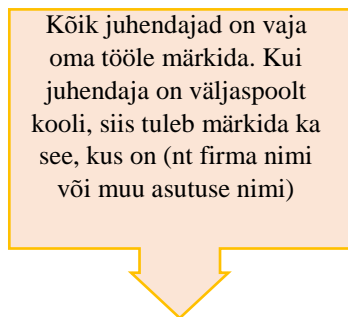 Kõik juhendajad on vaja
oma tööle märkida. Kui
juhendaja on väljaspoolt
kooli, siis tuleb märkida ka
see, kus on (nt firma nimi
või muu asutuse nimi)